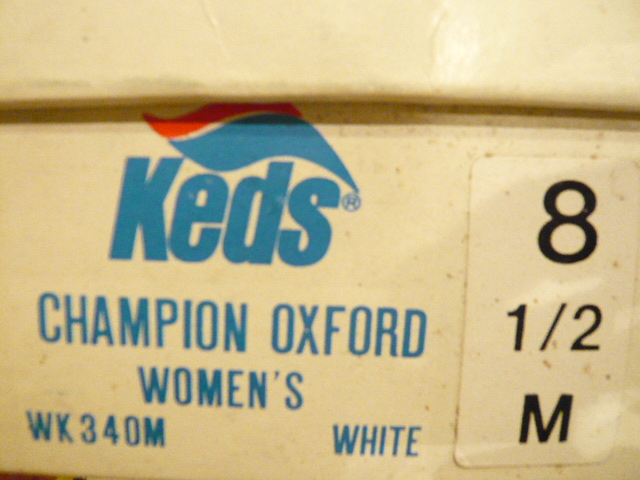 Keds®
CHAMPION OXFORD
WOMEN'S
WK340M WHITE
8
1/2
M